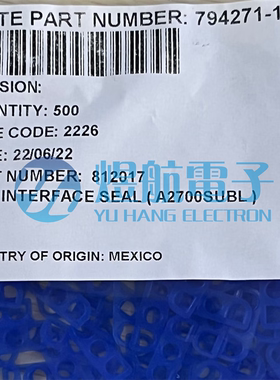 TE PART NUMBER: 794271-1
SION:
NTITY: 500
E CODE: 2226
E: 22/06/22
T NUMBER: 812017
INTERFACE SEAL ( A2700SUBL )
煜航電子
YU HANG ELECTRON
TRY OF ORIGIN: MEXICO